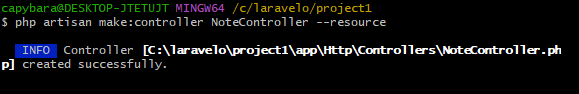 capybara@DESKTOP-JTETUJT MINGW64 /c/laravelo/project1
$ php artisan make:controller NoteController --resource
INFO Controller [C:\laravelo\project1\app\Http\Controllers\NoteController.ph
p] created successfully.